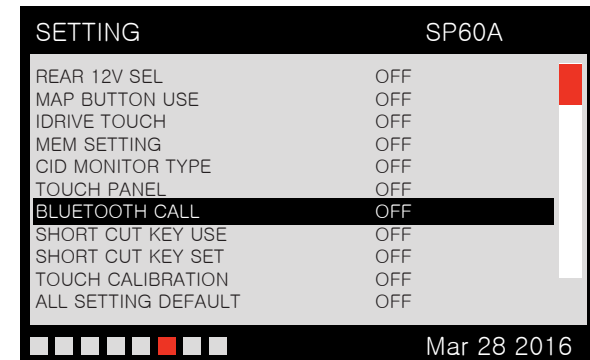 SETTING SP60A
REAR 12V SEL OFF
MAP BUTTON USE OFF
IDRIVE TOUCH OFF
MEM SETTING OFF
CID MONITOR TYPE OFF
TOUCH PANEL OFF
BLUETOOTH CALL OFF
SHORT CUT KEY USE OFF
SHORT CUT KEY SET OFF
TOUCH CALIBRATION OFF
ALL SETTING DEFAULT OFF
Mar 28 2016